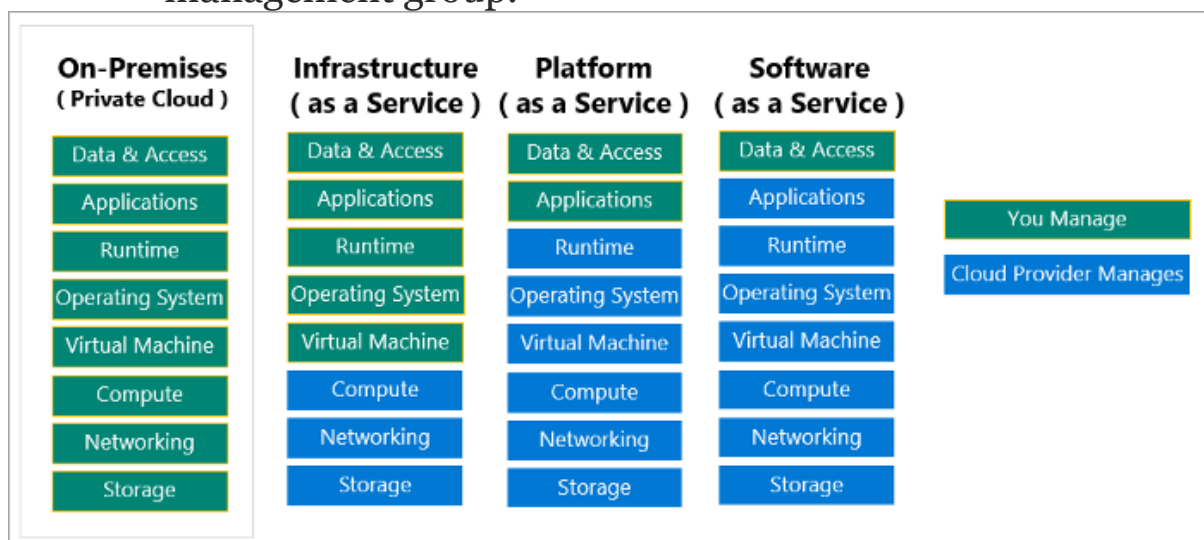 management group.
On-Premises
( Private Cloud )
Data & Access
Applications
Runtime
Operating System
Virtual Machine
Compute
Networking
Storage
Infrastructure
( as a Service )
Data & Access
Applications
Runtime
Operating System
Virtual Machine
Compute
Networking
Storage
Platform
( as a Service )
Data & Access
Applications
Runtime
Operating System
Virtual Machine
Compute
Networking
Storage
Software
( as a Service )
Data & Access
Applications
Runtime
Operating System
Virtual Machine
Compute
Networking
Storage
You Manage
Cloud Provider Manages